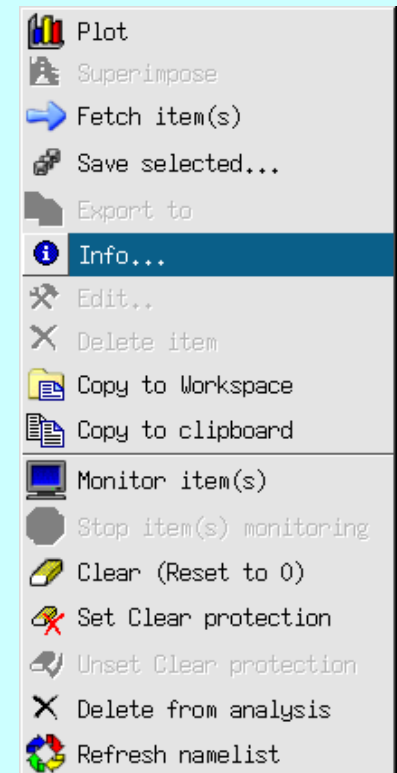 Plot
Superimpose
Fetch item(s)
Save selected...
Export to
Info...
Edit..
Delete item
Copy to Workspace
Copy to clipboard
Monitor item(s)
Stop item(s) monitoring
Clear (Reset to 0)
Set Clear protection
Unset Clear protection
Delete from analysis
Refresh namelist